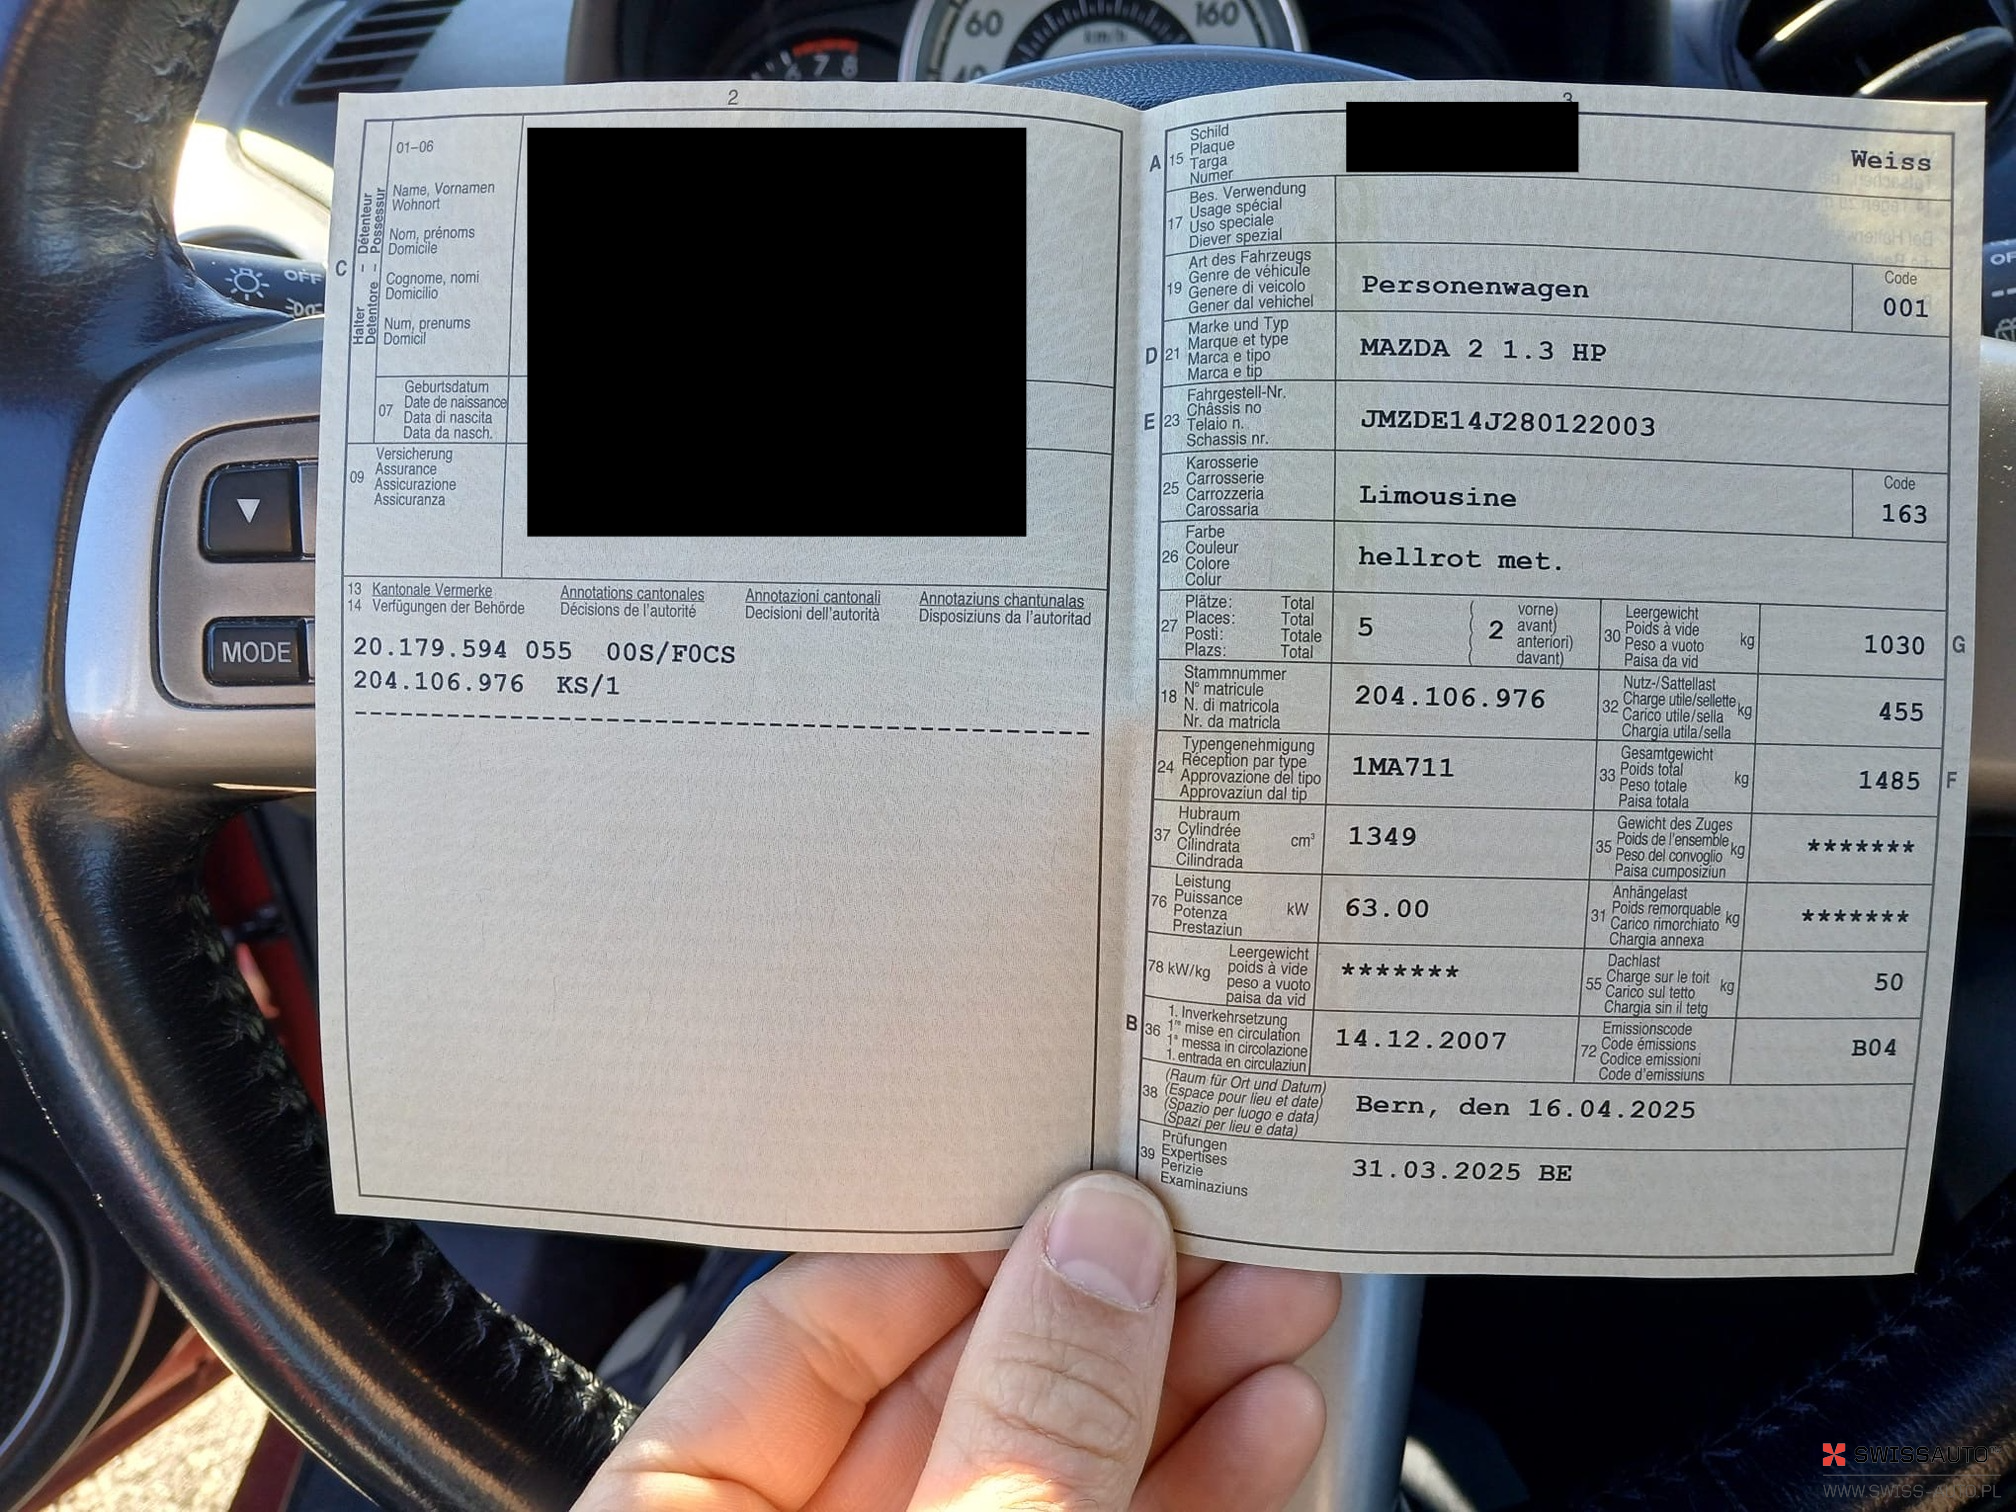 60
160
km/h
7 8
OFF
MODE
2
01–06
Name, Vornamen
Wohnort
Nom, prénoms
Domicile
Cognome, nomi
Domicilio
Num, prenums
Domicil
C
Halter – Détenteur
Detentore – Possessur
07
Geburtsdatum
Date de naissance
Data di nascita
Data da nasch.
09
Versicherung
Assurance
Assicurazione
Assicuranza
13 Kantonale Vermerke Annotations cantonales Annotazioni cantonali Annotaziuns chantunalas
14 Verfügungen der Behörde Décisions de l'autorité Decisioni dell'autorità Disposiziuns da l'autoritad
20.179.594 055 00S/F0CS
204.106.976 KS/1
3
A 15
Schild
Plaque
Targa
Numer
Weiss
17
Bes. Verwendung
Usage spécial
Uso speciale
Diever spezial
19
Art des Fahrzeugs
Genre de véhicule
Genere di veicolo
Gener dal vehichel
Personenwagen
Code
001
D 21
Marke und Typ
Marque et type
Marca e tipo
Marca e tip
MAZDA 2 1.3 HP
E 23
Fahrgestell-Nr.
Châssis no
Telaio n.
Schassis nr.
JMZDE14J280122003
25
Karosserie
Carrosserie
Carrozzeria
Carossaria
Limousine
Code
163
26
Farbe
Couleur
Colore
Colur
hellrot met.
27
Plätze: Total
Places: Total
Posti: Totale
Plazs: Total
5
( 2
vorne)
avant)
anteriori)
davant)
30
Leergewicht
Poids à vide
Peso a vuoto
Paisa da vid
kg
1030
G
18
Stammnummer
N° matricule
N. di matricola
Nr. da matricla
204.106.976
32
Nutz-/Sattellast
Charge utile/sellette
Carico utile/sella
Chargia utila/sella
kg
455
24
Typengenehmigung
Réception par type
Approvazione del tipo
Approvaziun dal tip
1MA711
33
Gesamtgewicht
Poids total
Peso totale
Paisa totala
kg
1485
F
37
Hubraum
Cylindrée
Cilindrata
Cilindrada
cm³
1349
35
Gewicht des Zuges
Poids de l'ensemble
Peso del convoglio
Paisa cumposiziun
kg
*******
76
Leistung
Puissance
Potenza
Prestaziun
kW
63.00
31
Anhängelast
Poids remorquable
Carico rimorchiato
Chargia annexa
kg
*******
78 kW/kg
Leergewicht
poids à vide
peso a vuoto
paisa da vid
*******
55
Dachlast
Charge sur le toit
Carico sul tetto
Chargia sin il tetg
kg
50
B 36
1. Inverkehrsetzung
1re mise en circulation
1a messa in circolazione
1. entrada en circulaziun
14.12.2007
72
Emissionscode
Code émissions
Codice emissioni
Code d'emissiuns
B04
38
(Raum für Ort und Datum)
(Espace pour lieu et date)
(Spazio per luogo e data)
(Spazi per lieu e data)
Bern, den 16.04.2025
39
Prüfungen
Expertises
Perizie
Examinaziuns
31.03.2025 BE
SWISSAUTO
WWW.SWISS-AUTO.PL